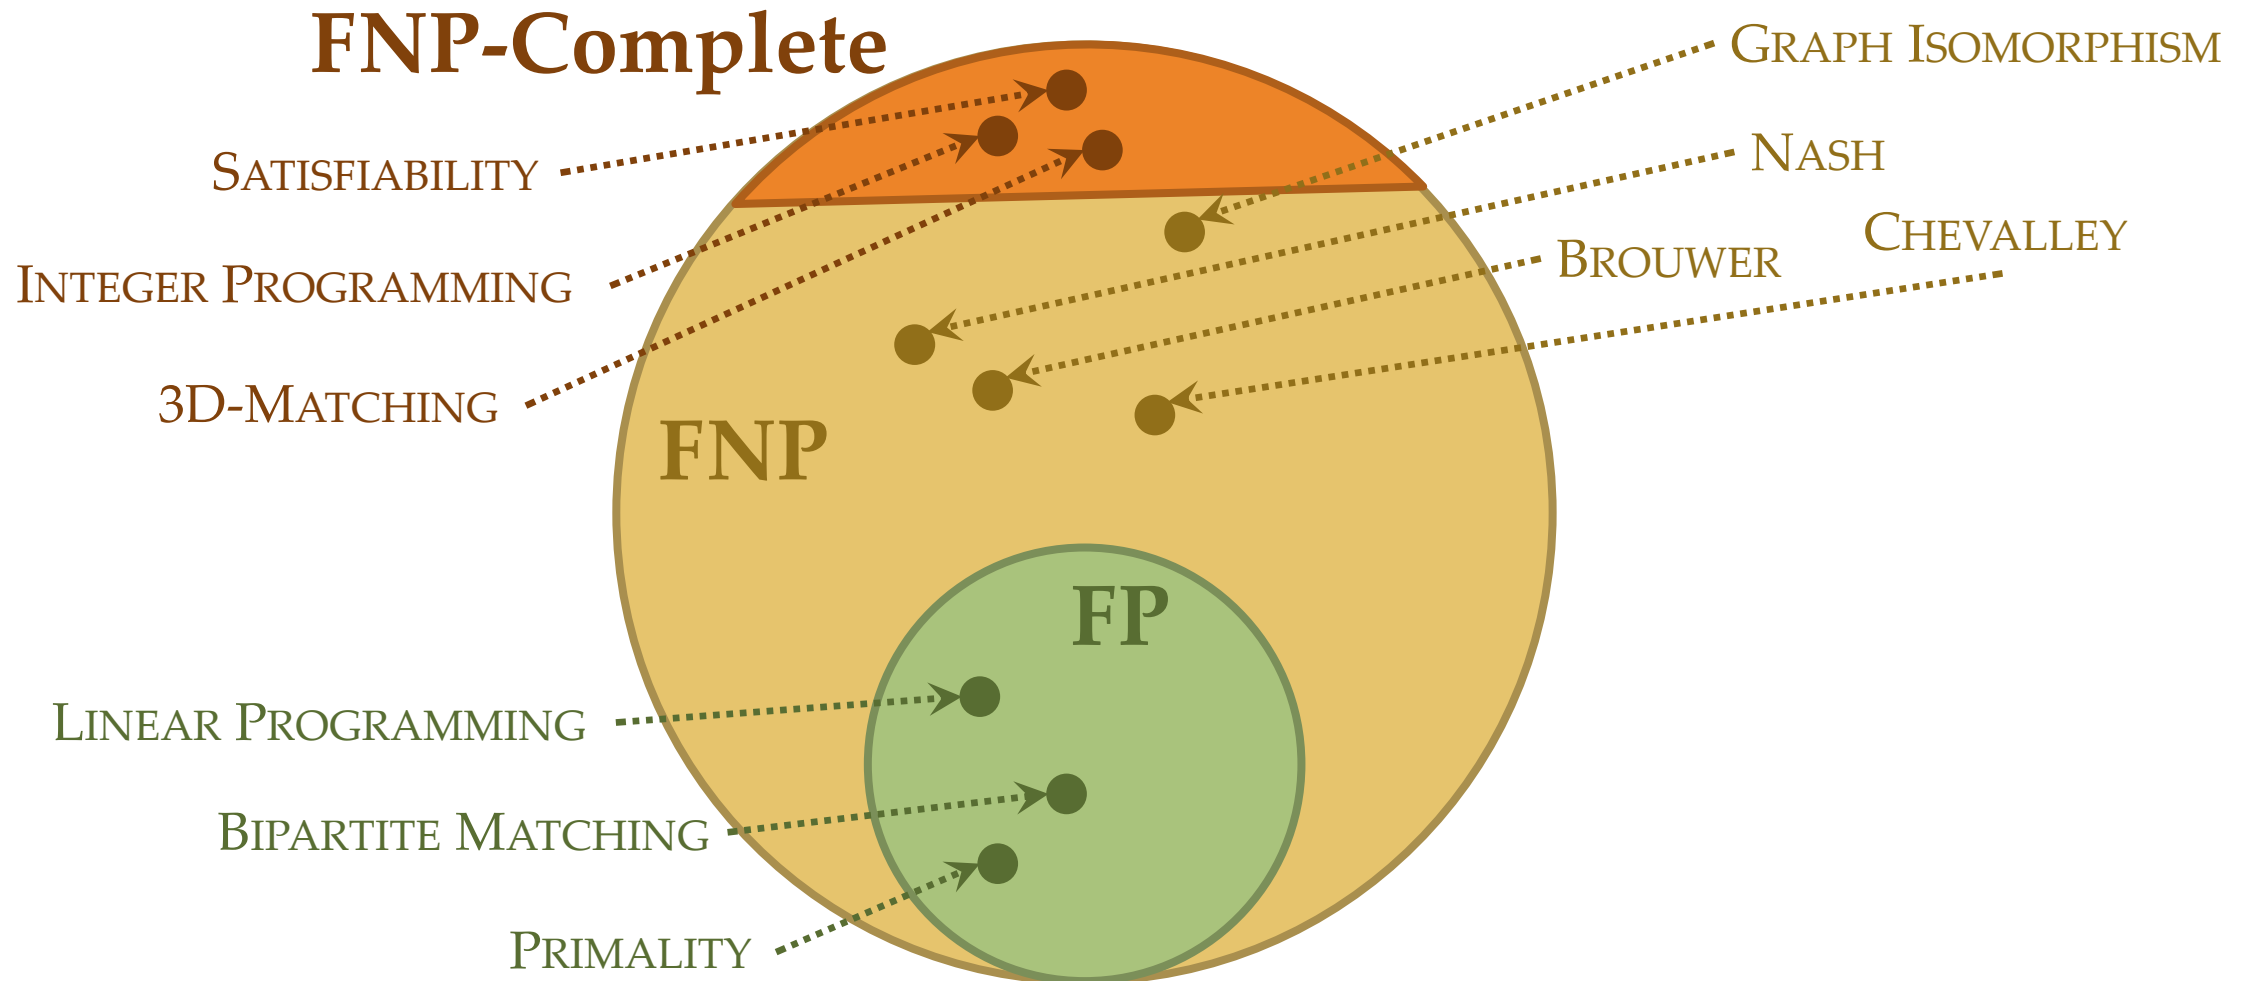 FNP-Complete
GRAPH ISOMORPHISM
SATISFIABILITY
NASH
CHEVALLEY
BROUWER
INTEGER PROGRAMMING
3D-MATCHING
FNP
FP
LINEAR PROGRAMMING
BIPARTITE MATCHING
PRIMALITY